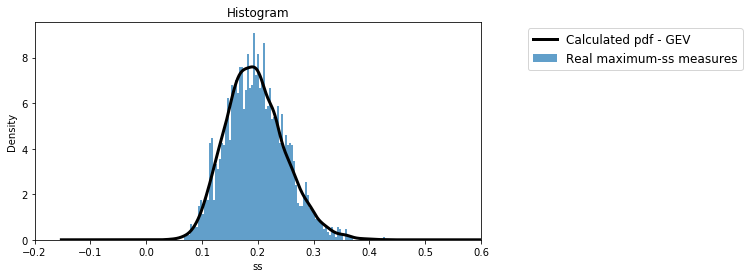 Histogram
Calculated pdf - GEV
Real maximum-ss measures
Density
8
6
4
2
0
−0.2 −0.1 0.0 0.1 0.2 0.3 0.4 0.5 0.6
ss